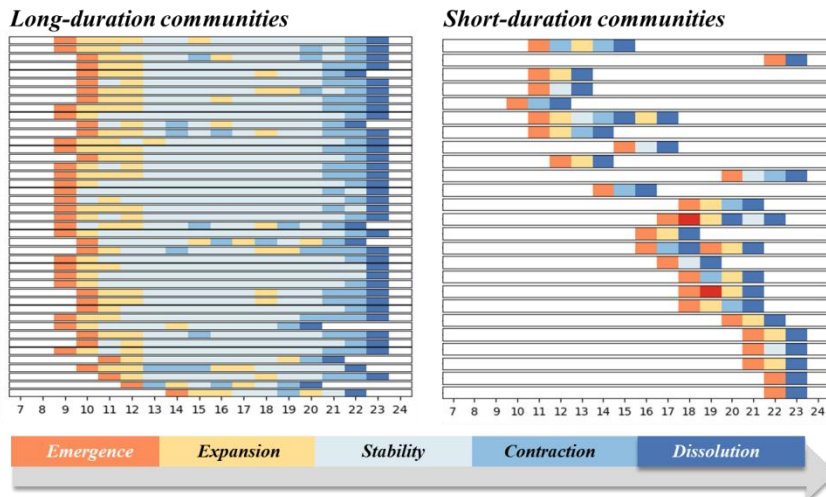 Long-duration communities
Short-duration communities
7 8 9 10 11 12 13 14 15 16 17 18 19 20 21 22 23 24
7 8 9 10 11 12 13 14 15 16 17 18 19 20 21 22 23 24
Emergence Expansion Stability Contraction Dissolution